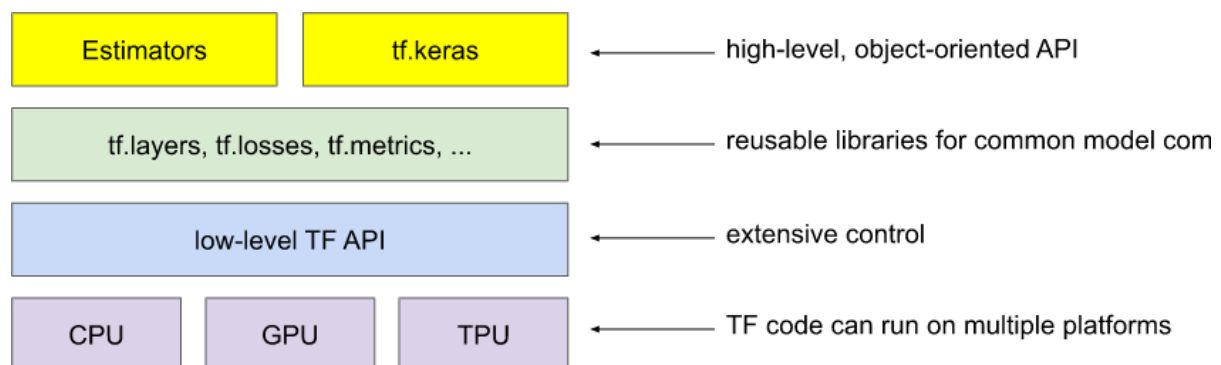 Estimators
tf.keras
high-level, object-oriented API
tf.layers, tf.losses, tf.metrics, ...
reusable libraries for common model com
low-level TF API
extensive control
CPU
GPU
TPU
TF code can run on multiple platforms